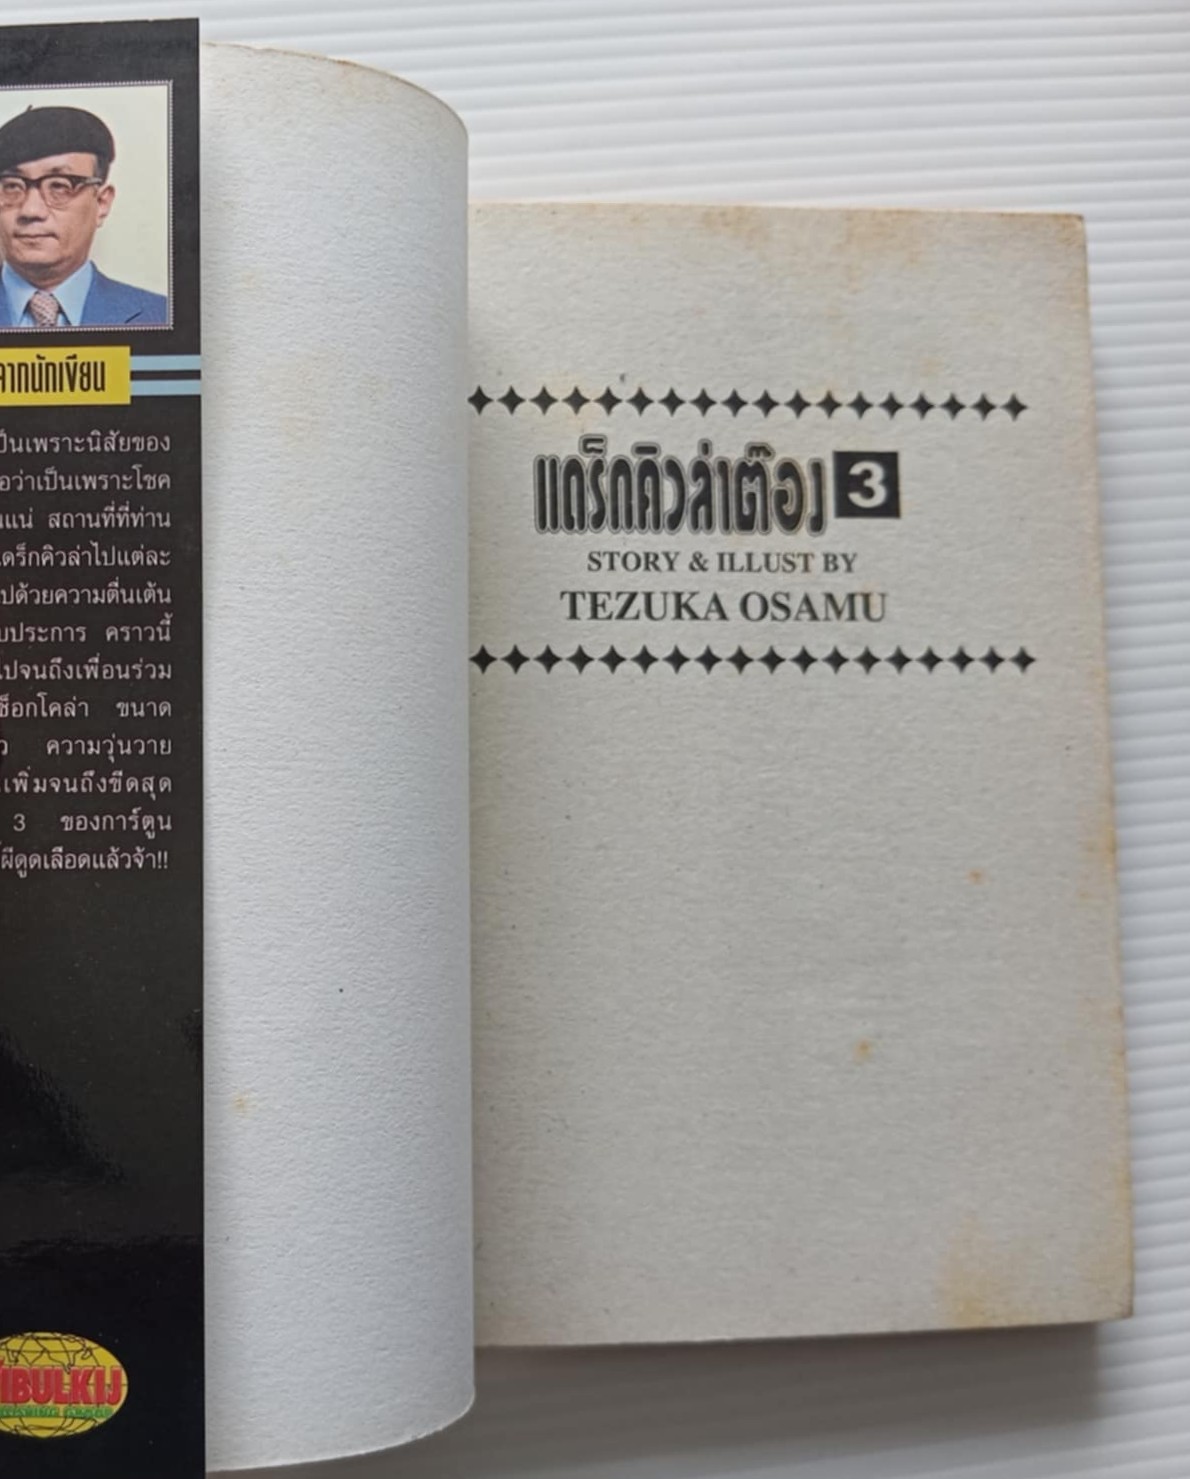 จากนักเขียน
เป็นเพราะนิสัยของ
ว่าเป็นเพราะโชค
สถานที่ที่ท่าน
แดร็กคิวล่าไปแต่ละ
ไปด้วยความตื่นเต้น
ประการ คราวนี้
ไปจนถึงเพื่อนร่วม
ช็อกโคล่า ขนาด
ความวุ่นวาย
เพิ่มจนถึงขีดสุด
3 ของการ์ตูน
ผีดูดเลือดแล้วจ้า!!
IBULKIJ
แดร็กคิวล่าต๊อง 3
STORY & ILLUST BY
TEZUKA OSAMU